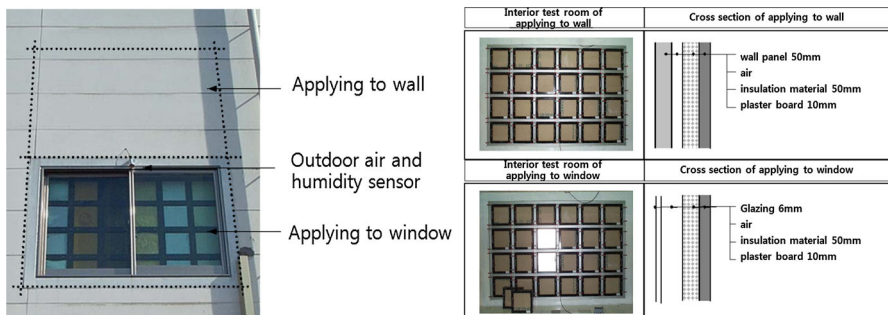 Applying to wall
Outdoor air and
humidity sensor
Applying to window
Interior test room of
applying to wall
Cross section of applying to wall
wall panel 50mm
air
insulation material 50mm
plaster board 10mm
Interior test room of
applying to window
Cross section of applying to window
Glazing 6mm
air
insulation material 50mm
plaster board 10mm